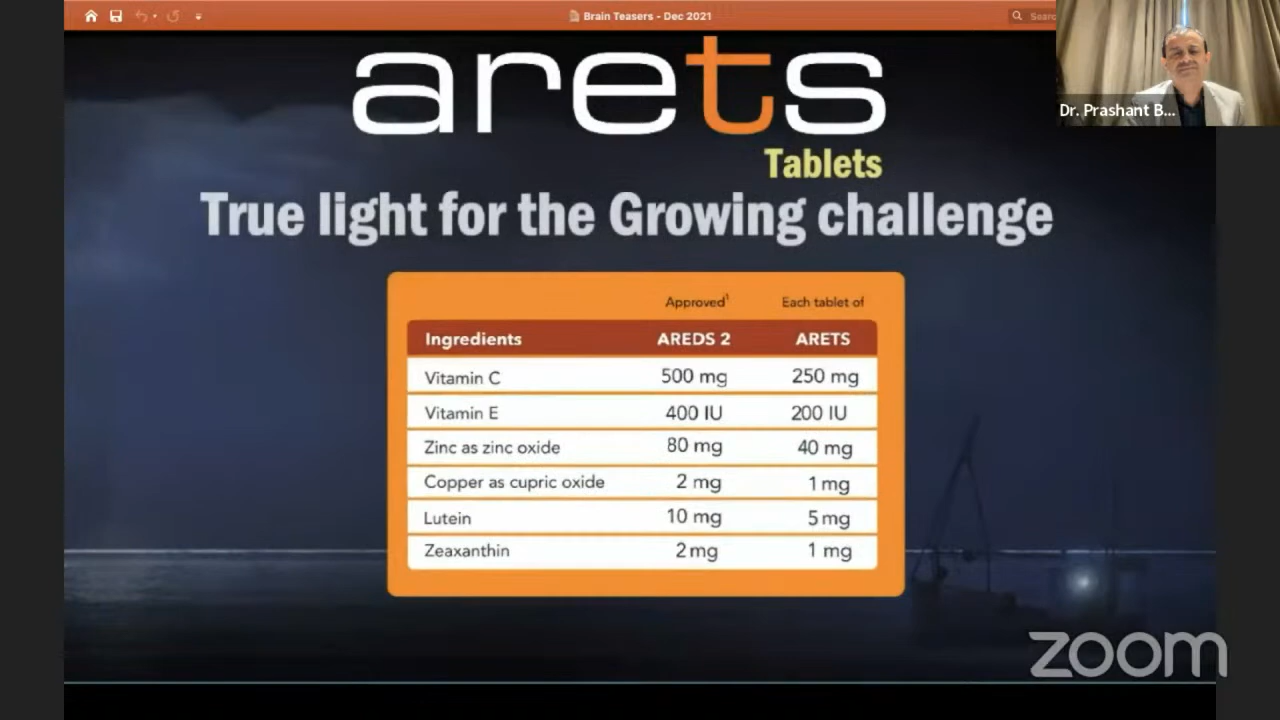 Brain Teasers - Dec 2021
Searc
Dr. Prashant B...
arets
Tablets
True light for the Growing challenge
Approved¹ Each tablet of
Ingredients AREDS 2 ARETS
Vitamin C 500 mg 250 mg
Vitamin E 400 IU 200 IU
Zinc as zinc oxide 80 mg 40 mg
Copper as cupric oxide 2 mg 1 mg
Lutein 10 mg 5 mg
Zeaxanthin 2 mg 1 mg
zoom